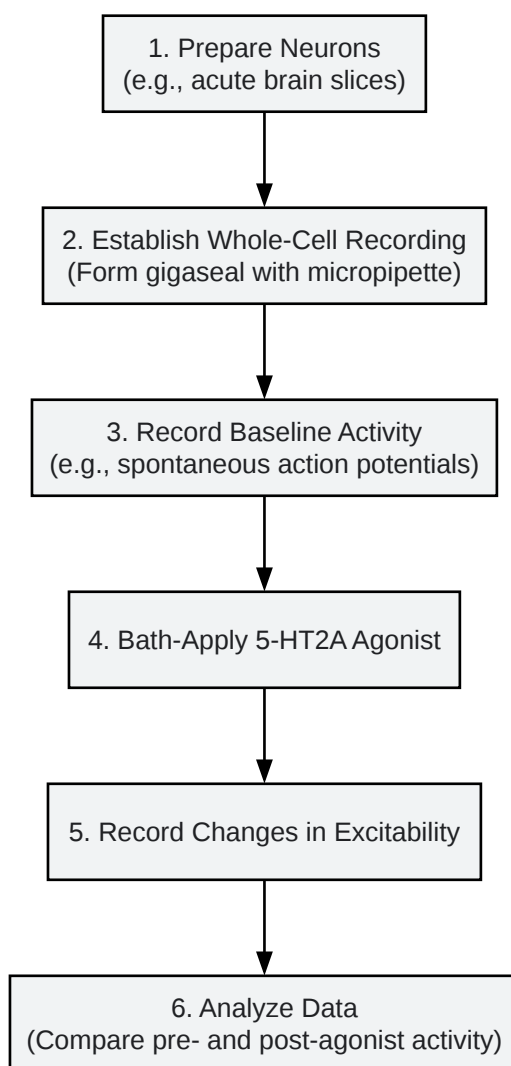 1. Prepare Neurons
(e.g., acute brain slices)
2. Establish Whole-Cell Recording
(Form gigaseal with micropipette)
3. Record Baseline Activity
(e.g., spontaneous action potentials)
4. Bath-Apply 5-HT2A Agonist
5. Record Changes in Excitability
6. Analyze Data
(Compare pre- and post-agonist activity)